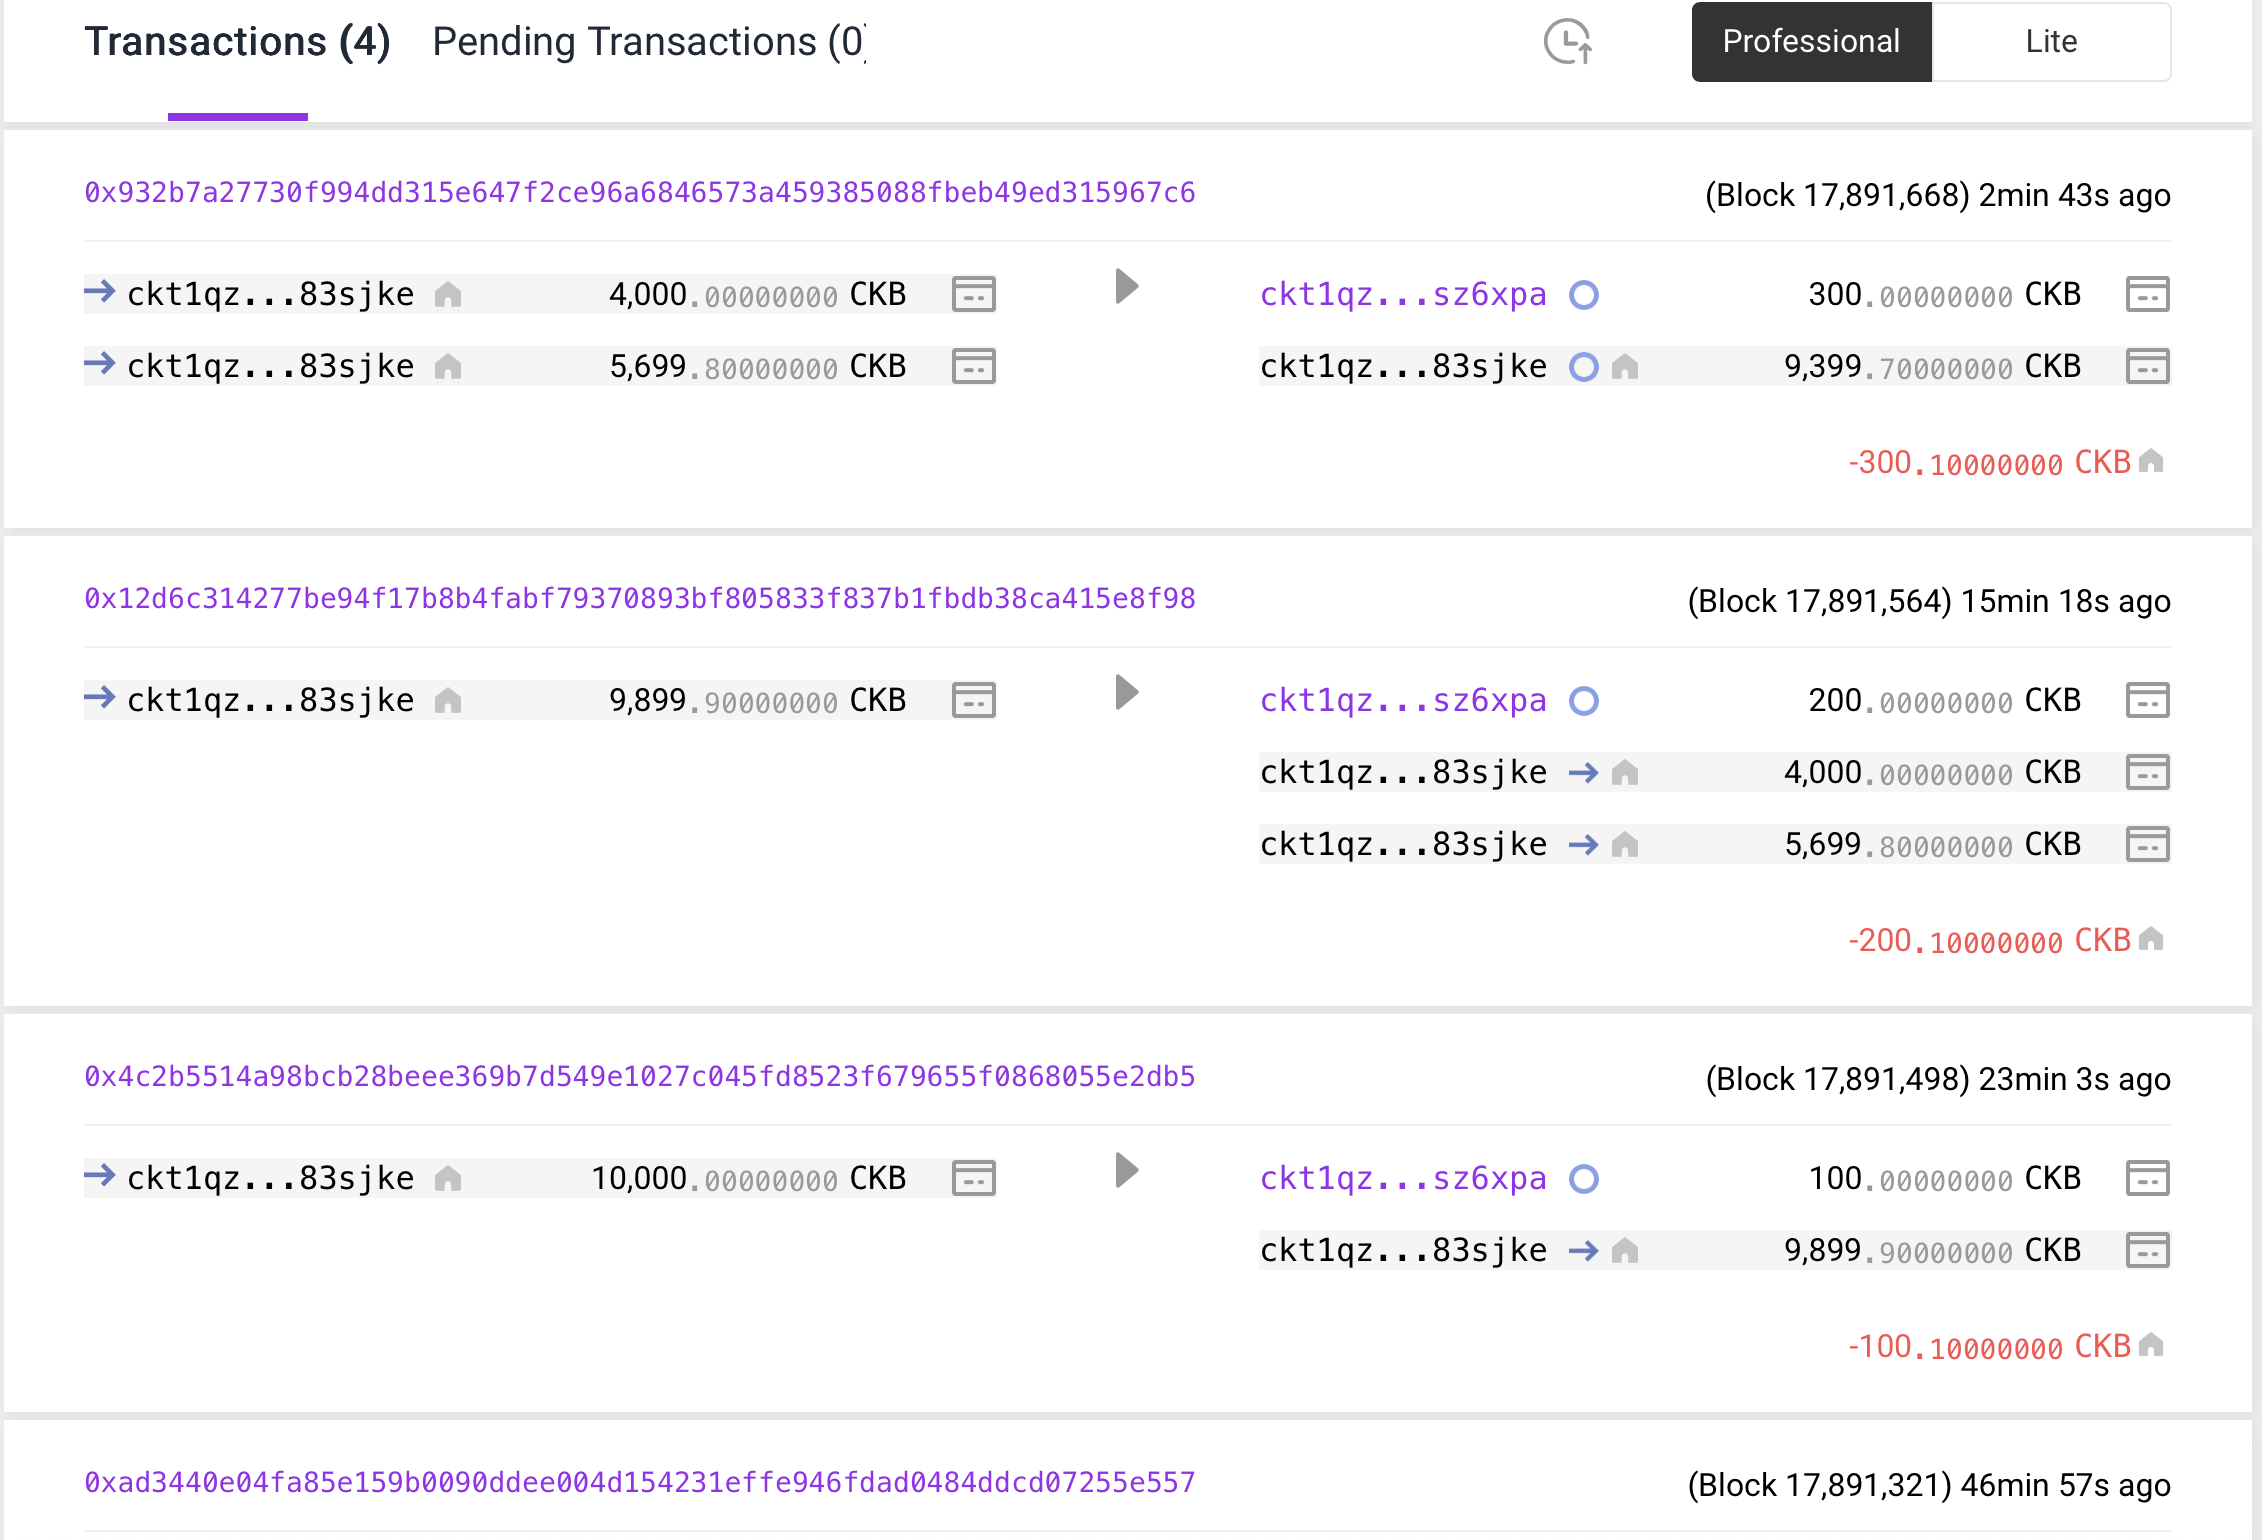 Transactions (4) Pending Transactions (0) Professional Lite
0x932b7a27730f994dd315e647f2ce96a6846573a459385088fbeb49ed315967c6 (Block 17,891,668) 2min 43s ago
ckt1qz...83sjke 4,000.00000000 CKB ckt1qz...sz6xpa 300.00000000 CKB
ckt1qz...83sjke 5,699.80000000 CKB ckt1qz...83sjke 9,399.70000000 CKB
-300.10000000 CKB
0x12d6c314277be94f17b8b4fabf79370893bf805833f837b1fbdb38ca415e8f98 (Block 17,891,564) 15min 18s ago
ckt1qz...83sjke 9,899.90000000 CKB ckt1qz...sz6xpa 200.00000000 CKB
ckt1qz...83sjke 4,000.00000000 CKB
ckt1qz...83sjke 5,699.80000000 CKB
-200.10000000 CKB
0x4c2b5514a98bcb28beee369b7d549e1027c045fd8523f679655f0868055e2db5 (Block 17,891,498) 23min 3s ago
ckt1qz...83sjke 10,000.00000000 CKB ckt1qz...sz6xpa 100.00000000 CKB
ckt1qz...83sjke 9,899.90000000 CKB
-100.10000000 CKB
0xad3440e04fa85e159b0090ddee004d154231effe946fdad0484ddcd07255e557 (Block 17,891,321) 46min 57s ago